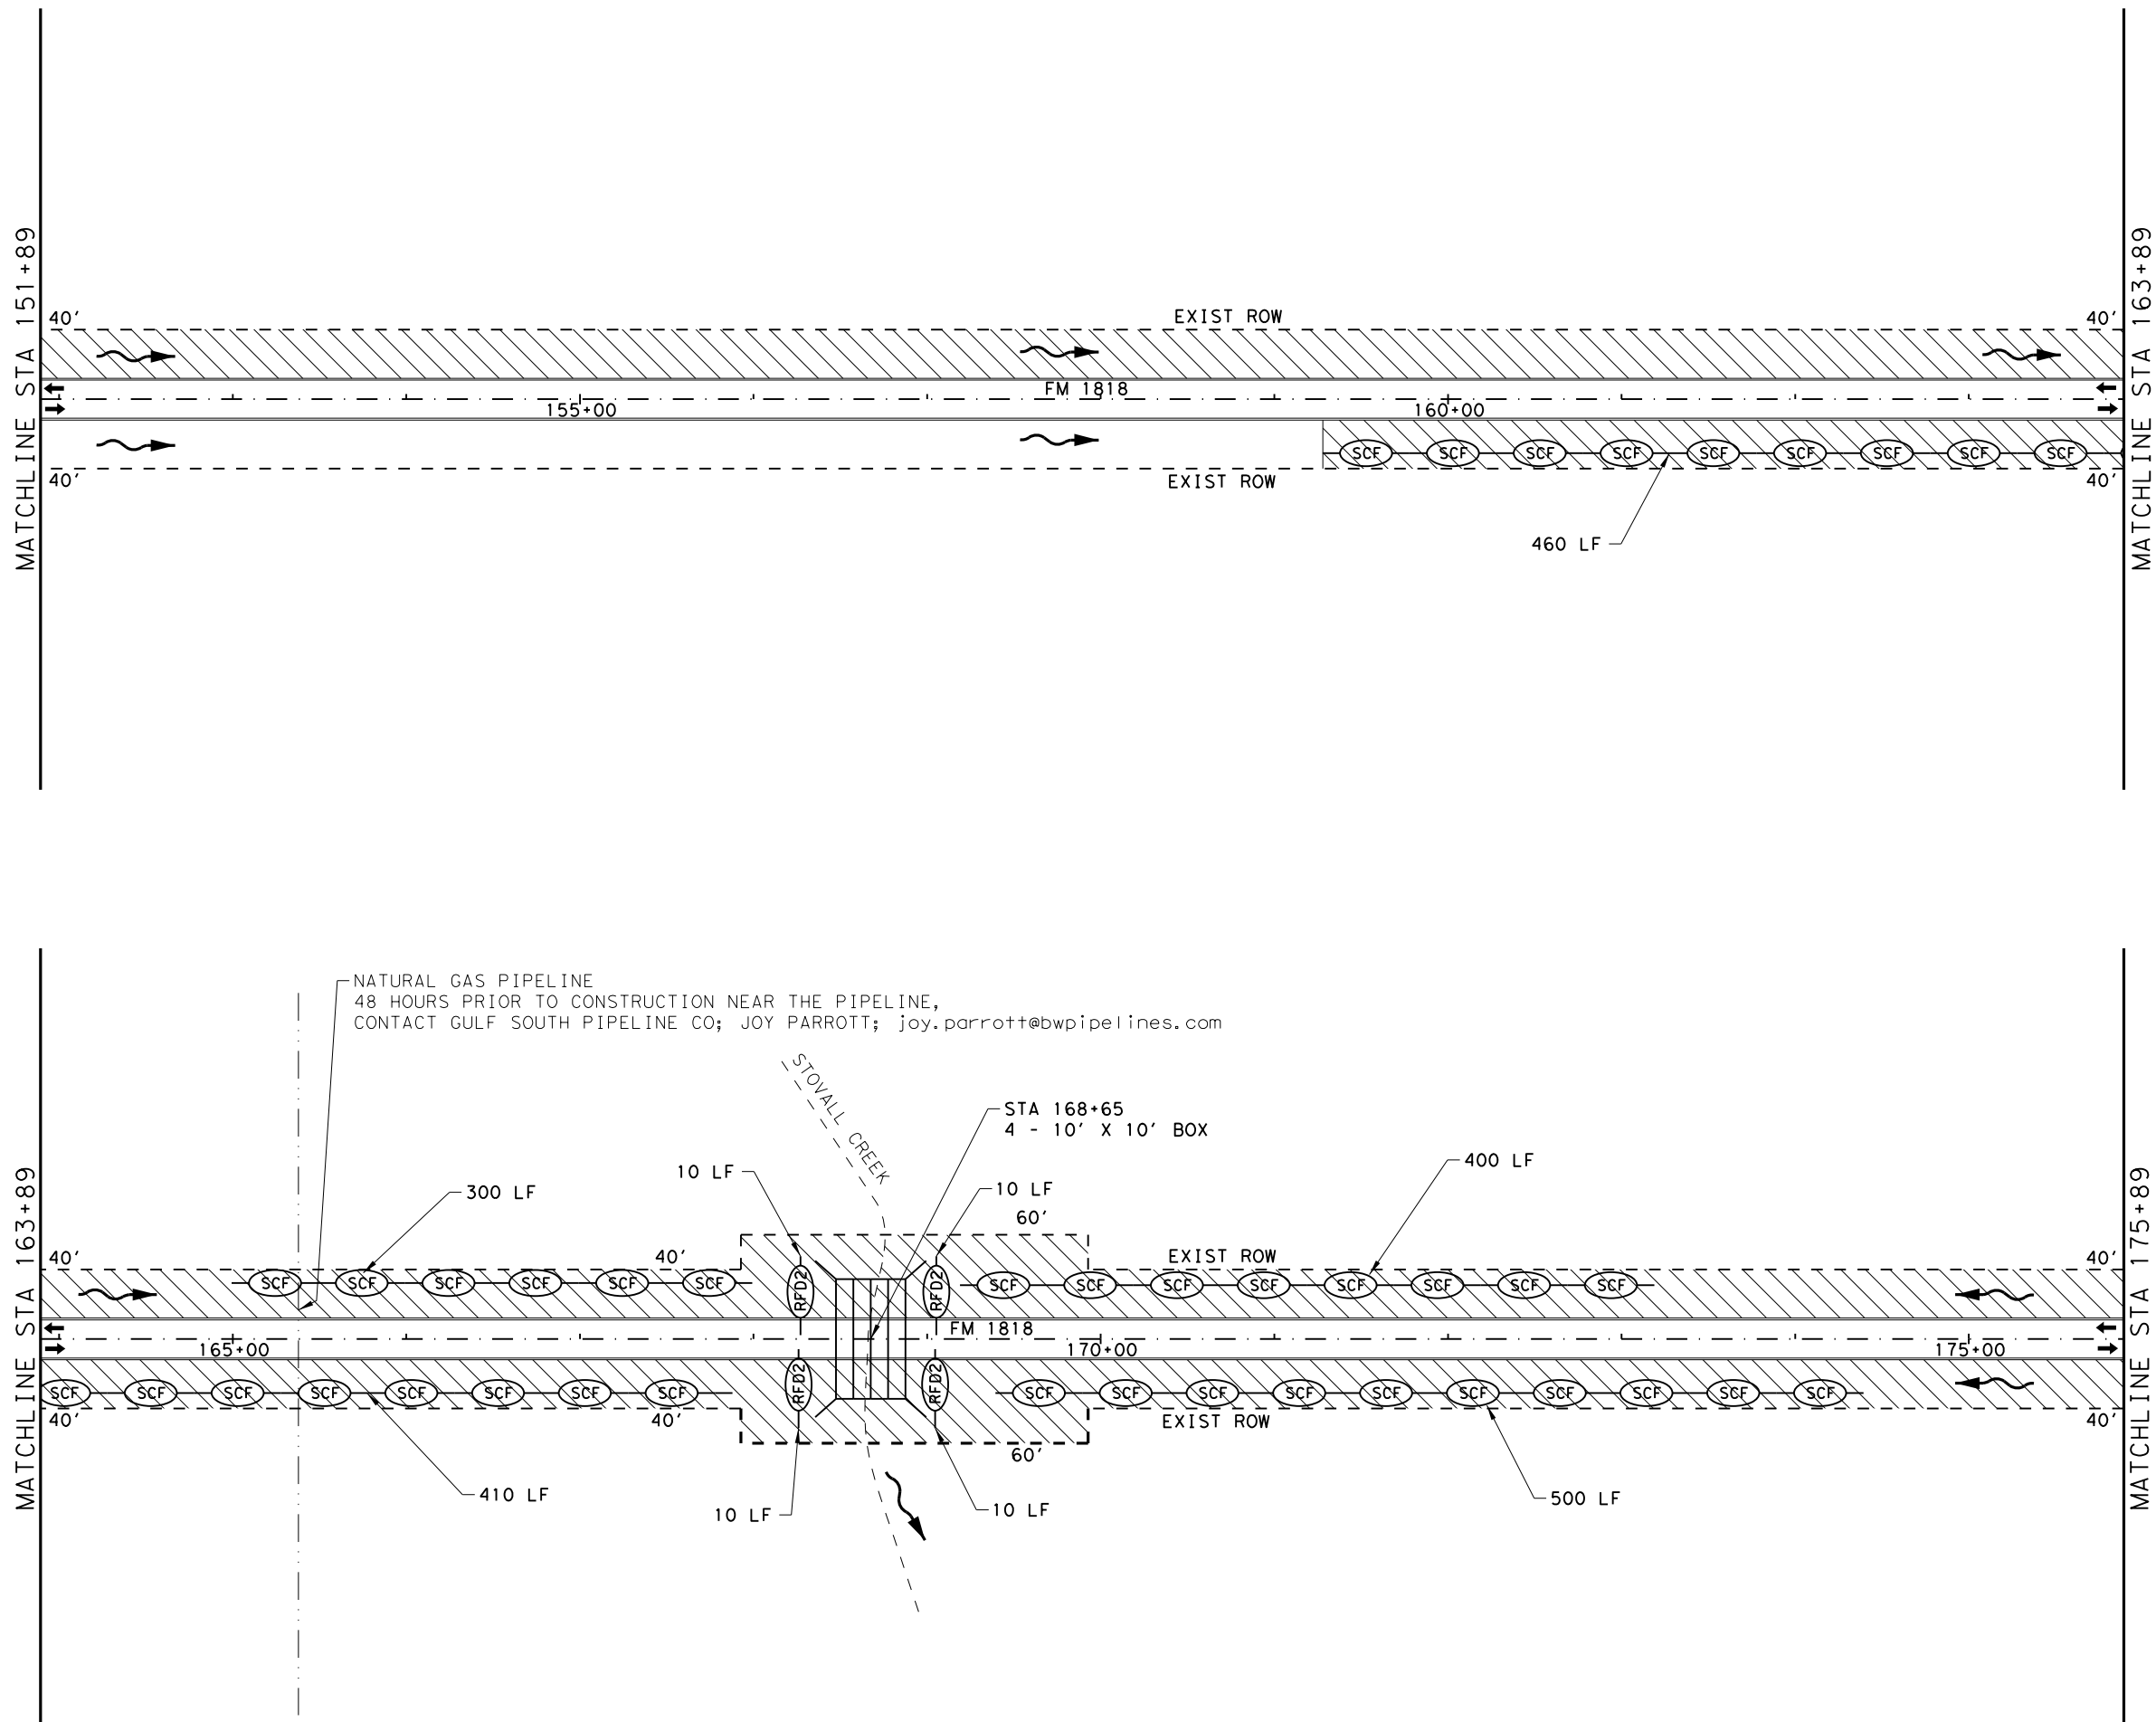 MATCHLINE STA 151+89
MATCHLINE STA 163+89
40'
EXIST ROW
40'
FM 1818
155+00
160+00
SCF SCF SCF SCF SCF SCF SCF SCF SCF
40'
EXIST ROW
40'
460 LF
MATCHLINE STA 163+89
MATCHLINE STA 175+89
NATURAL GAS PIPELINE
48 HOURS PRIOR TO CONSTRUCTION NEAR THE PIPELINE,
CONTACT GULF SOUTH PIPELINE CO; JOY PARROTT; joy.parrott@bwpipelines.com
STOVALL CREEK
STA 168+65
4 - 10' X 10' BOX
10 LF
400 LF
300 LF
10 LF
60'
40'
40'
EXIST ROW
40'
SCF SCF SCF SCF SCF SCF
RFD2
RFD2
SCF SCF SCF SCF SCF SCF SCF SCF
FM 1818
165+00
170+00
175+00
SCF SCF SCF SCF SCF SCF SCF SCF
RFD2
RFD2
SCF SCF SCF SCF SCF SCF SCF SCF SCF SCF
40'
40'
EXIST ROW
40'
60'
410 LF
10 LF
10 LF
500 LF